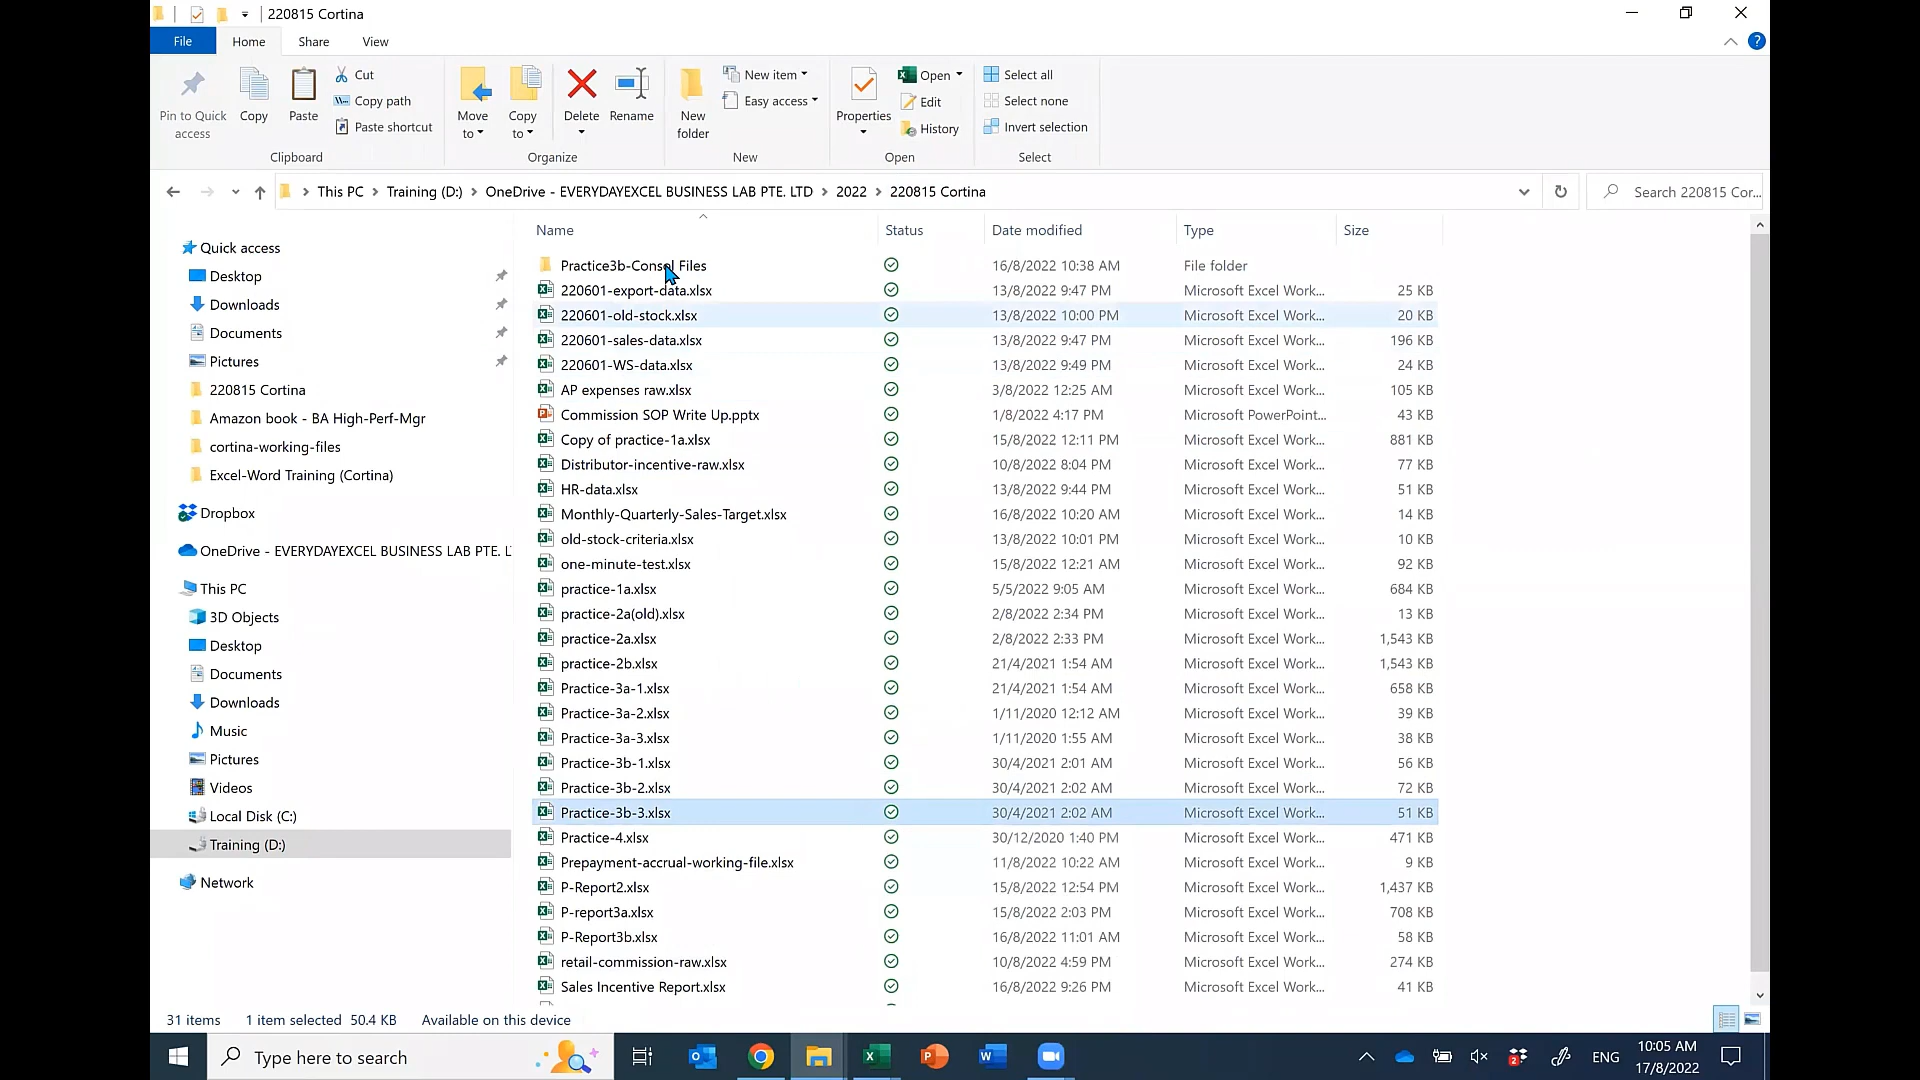 220815 Cortina
File Home Share View
Pin to Quick access
Copy
Paste
Cut
Copy path
Paste shortcut
Move to
Copy to
Delete
Rename
New folder
New item
Easy access
Properties
Open
Edit
History
Select all
Select none
Invert selection
Clipboard Organize New Open Select
This PC Training (D:) OneDrive - EVERYDAYEXCEL BUSINESS LAB PTE. LTD 2022 220815 Cortina
Search 220815 Cor...
Quick access
Desktop
Downloads
Documents
Pictures
220815 Cortina
Amazon book - BA High-Perf-Mgr
cortina-working-files
Excel-Word Training (Cortina)
Dropbox
OneDrive - EVERYDAYEXCEL BUSINESS LAB PTE. L
This PC
3D Objects
Desktop
Documents
Downloads
Music
Pictures
Videos
Local Disk (C:)
Training (D:)
Network
Name Status Date modified Type Size
Practice3b-Consol Files 16/8/2022 10:38 AM File folder
220601-export-data.xlsx 13/8/2022 9:47 PM Microsoft Excel Work... 25 KB
220601-old-stock.xlsx 13/8/2022 10:00 PM Microsoft Excel Work... 20 KB
220601-sales-data.xlsx 13/8/2022 9:47 PM Microsoft Excel Work... 196 KB
220601-WS-data.xlsx 13/8/2022 9:49 PM Microsoft Excel Work... 24 KB
AP expenses raw.xlsx 3/8/2022 12:25 AM Microsoft Excel Work... 105 KB
Commission SOP Write Up.pptx 1/8/2022 4:17 PM Microsoft PowerPoint... 43 KB
Copy of practice-1a.xlsx 15/8/2022 12:11 PM Microsoft Excel Work... 881 KB
Distributor-incentive-raw.xlsx 10/8/2022 8:04 PM Microsoft Excel Work... 77 KB
HR-data.xlsx 13/8/2022 9:44 PM Microsoft Excel Work... 51 KB
Monthly-Quarterly-Sales-Target.xlsx 16/8/2022 10:20 AM Microsoft Excel Work... 14 KB
old-stock-criteria.xlsx 13/8/2022 10:01 PM Microsoft Excel Work... 10 KB
one-minute-test.xlsx 15/8/2022 12:21 AM Microsoft Excel Work... 92 KB
practice-1a.xlsx 5/5/2022 9:05 AM Microsoft Excel Work... 684 KB
practice-2a(old).xlsx 2/8/2022 2:34 PM Microsoft Excel Work... 13 KB
practice-2a.xlsx 2/8/2022 2:33 PM Microsoft Excel Work... 1,543 KB
practice-2b.xlsx 21/4/2021 1:54 AM Microsoft Excel Work... 1,543 KB
Practice-3a-1.xlsx 21/4/2021 1:54 AM Microsoft Excel Work... 658 KB
Practice-3a-2.xlsx 1/11/2020 12:12 AM Microsoft Excel Work... 39 KB
Practice-3a-3.xlsx 1/11/2020 1:55 AM Microsoft Excel Work... 38 KB
Practice-3b-1.xlsx 30/4/2021 2:01 AM Microsoft Excel Work... 56 KB
Practice-3b-2.xlsx 30/4/2021 2:02 AM Microsoft Excel Work... 72 KB
Practice-3b-3.xlsx 30/4/2021 2:02 AM Microsoft Excel Work... 51 KB
Practice-4.xlsx 30/12/2020 1:40 PM Microsoft Excel Work... 471 KB
Prepayment-accrual-working-file.xlsx 11/8/2022 10:22 AM Microsoft Excel Work... 9 KB
P-Report2.xlsx 15/8/2022 12:54 PM Microsoft Excel Work... 1,437 KB
P-report3a.xlsx 15/8/2022 2:03 PM Microsoft Excel Work... 708 KB
P-Report3b.xlsx 16/8/2022 11:01 AM Microsoft Excel Work... 58 KB
retail-commission-raw.xlsx 10/8/2022 4:59 PM Microsoft Excel Work... 274 KB
Sales Incentive Report.xlsx 16/8/2022 9:26 PM Microsoft Excel Work... 41 KB
31 items 1 item selected 50.4 KB Available on this device
Type here to search
ENG
10:05 AM
17/8/2022